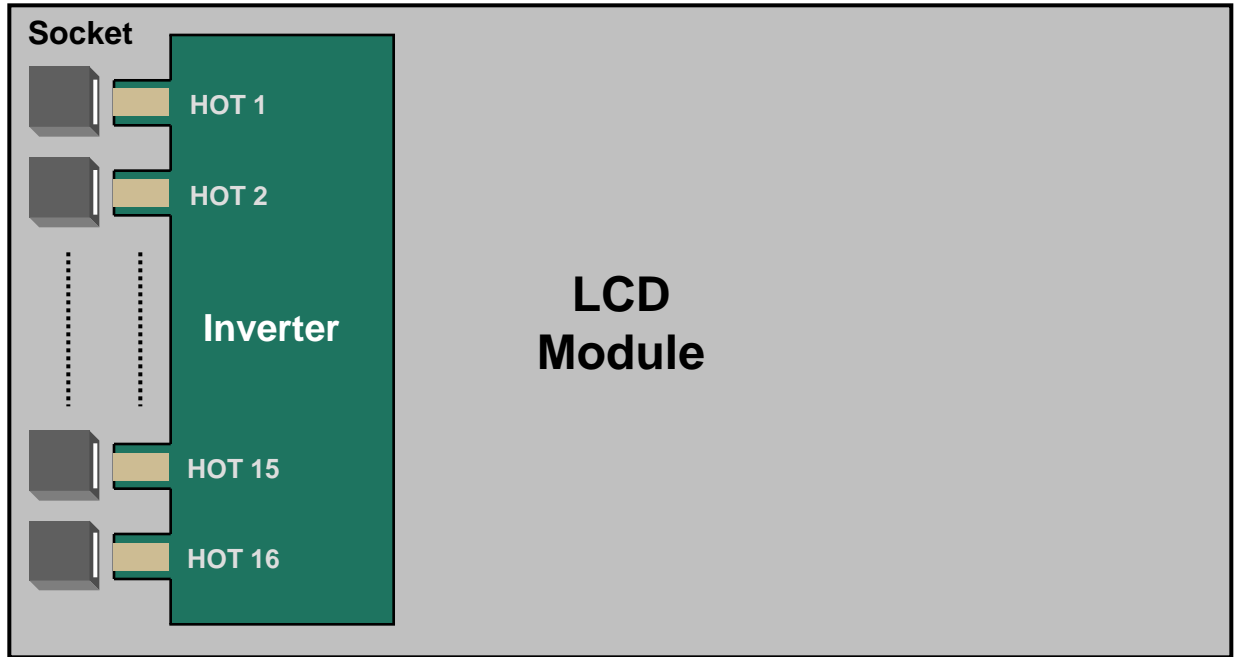 Socket
HOT 1
HOT 2
Inverter
LCD
Module
HOT 15
HOT 16